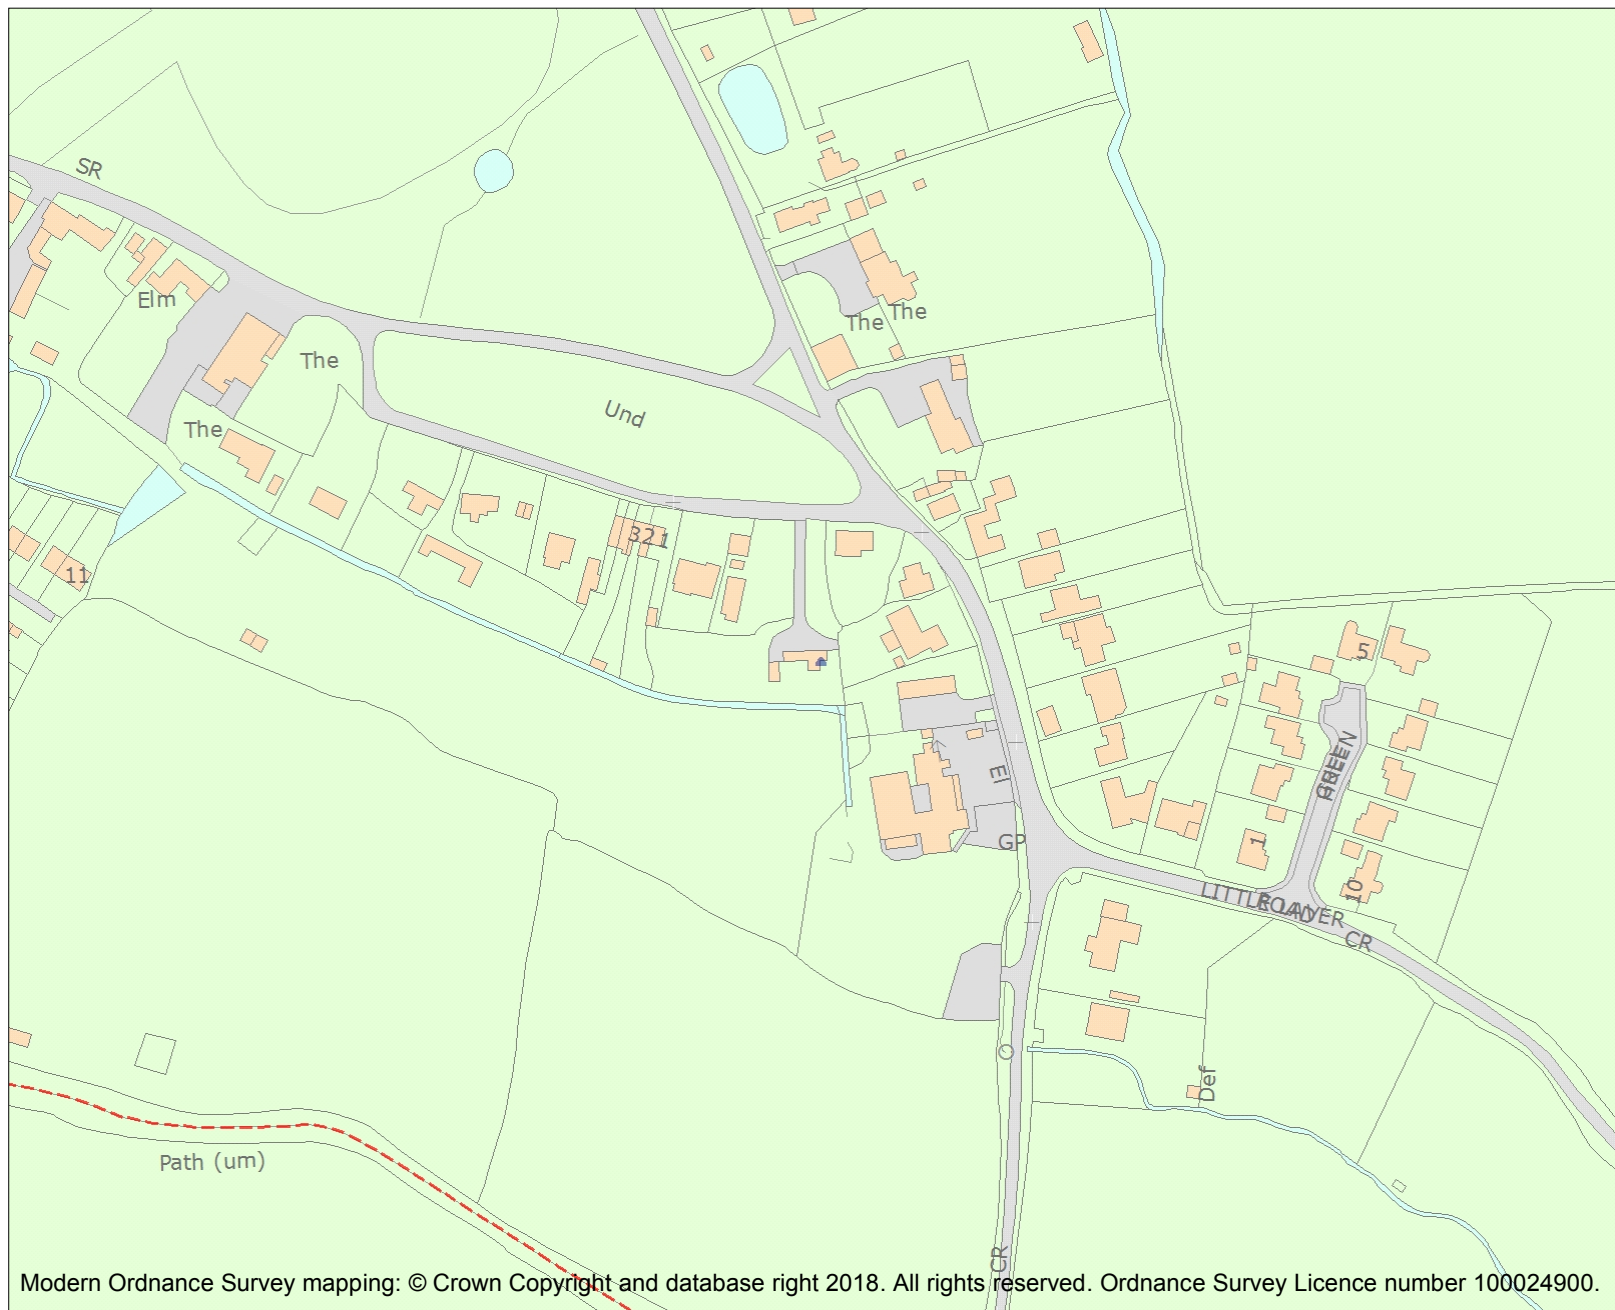 SR
Elm
The
The
Und
The
The
321
11
5
GREEN
El
GP
1
10
LITTLE LAVER
ROAD
CR
Def
Path (um)
CR
Modern Ordnance Survey mapping: © Crown Copyright and database right 2018. All rights reserved. Ordnance Survey Licence number 100024900.